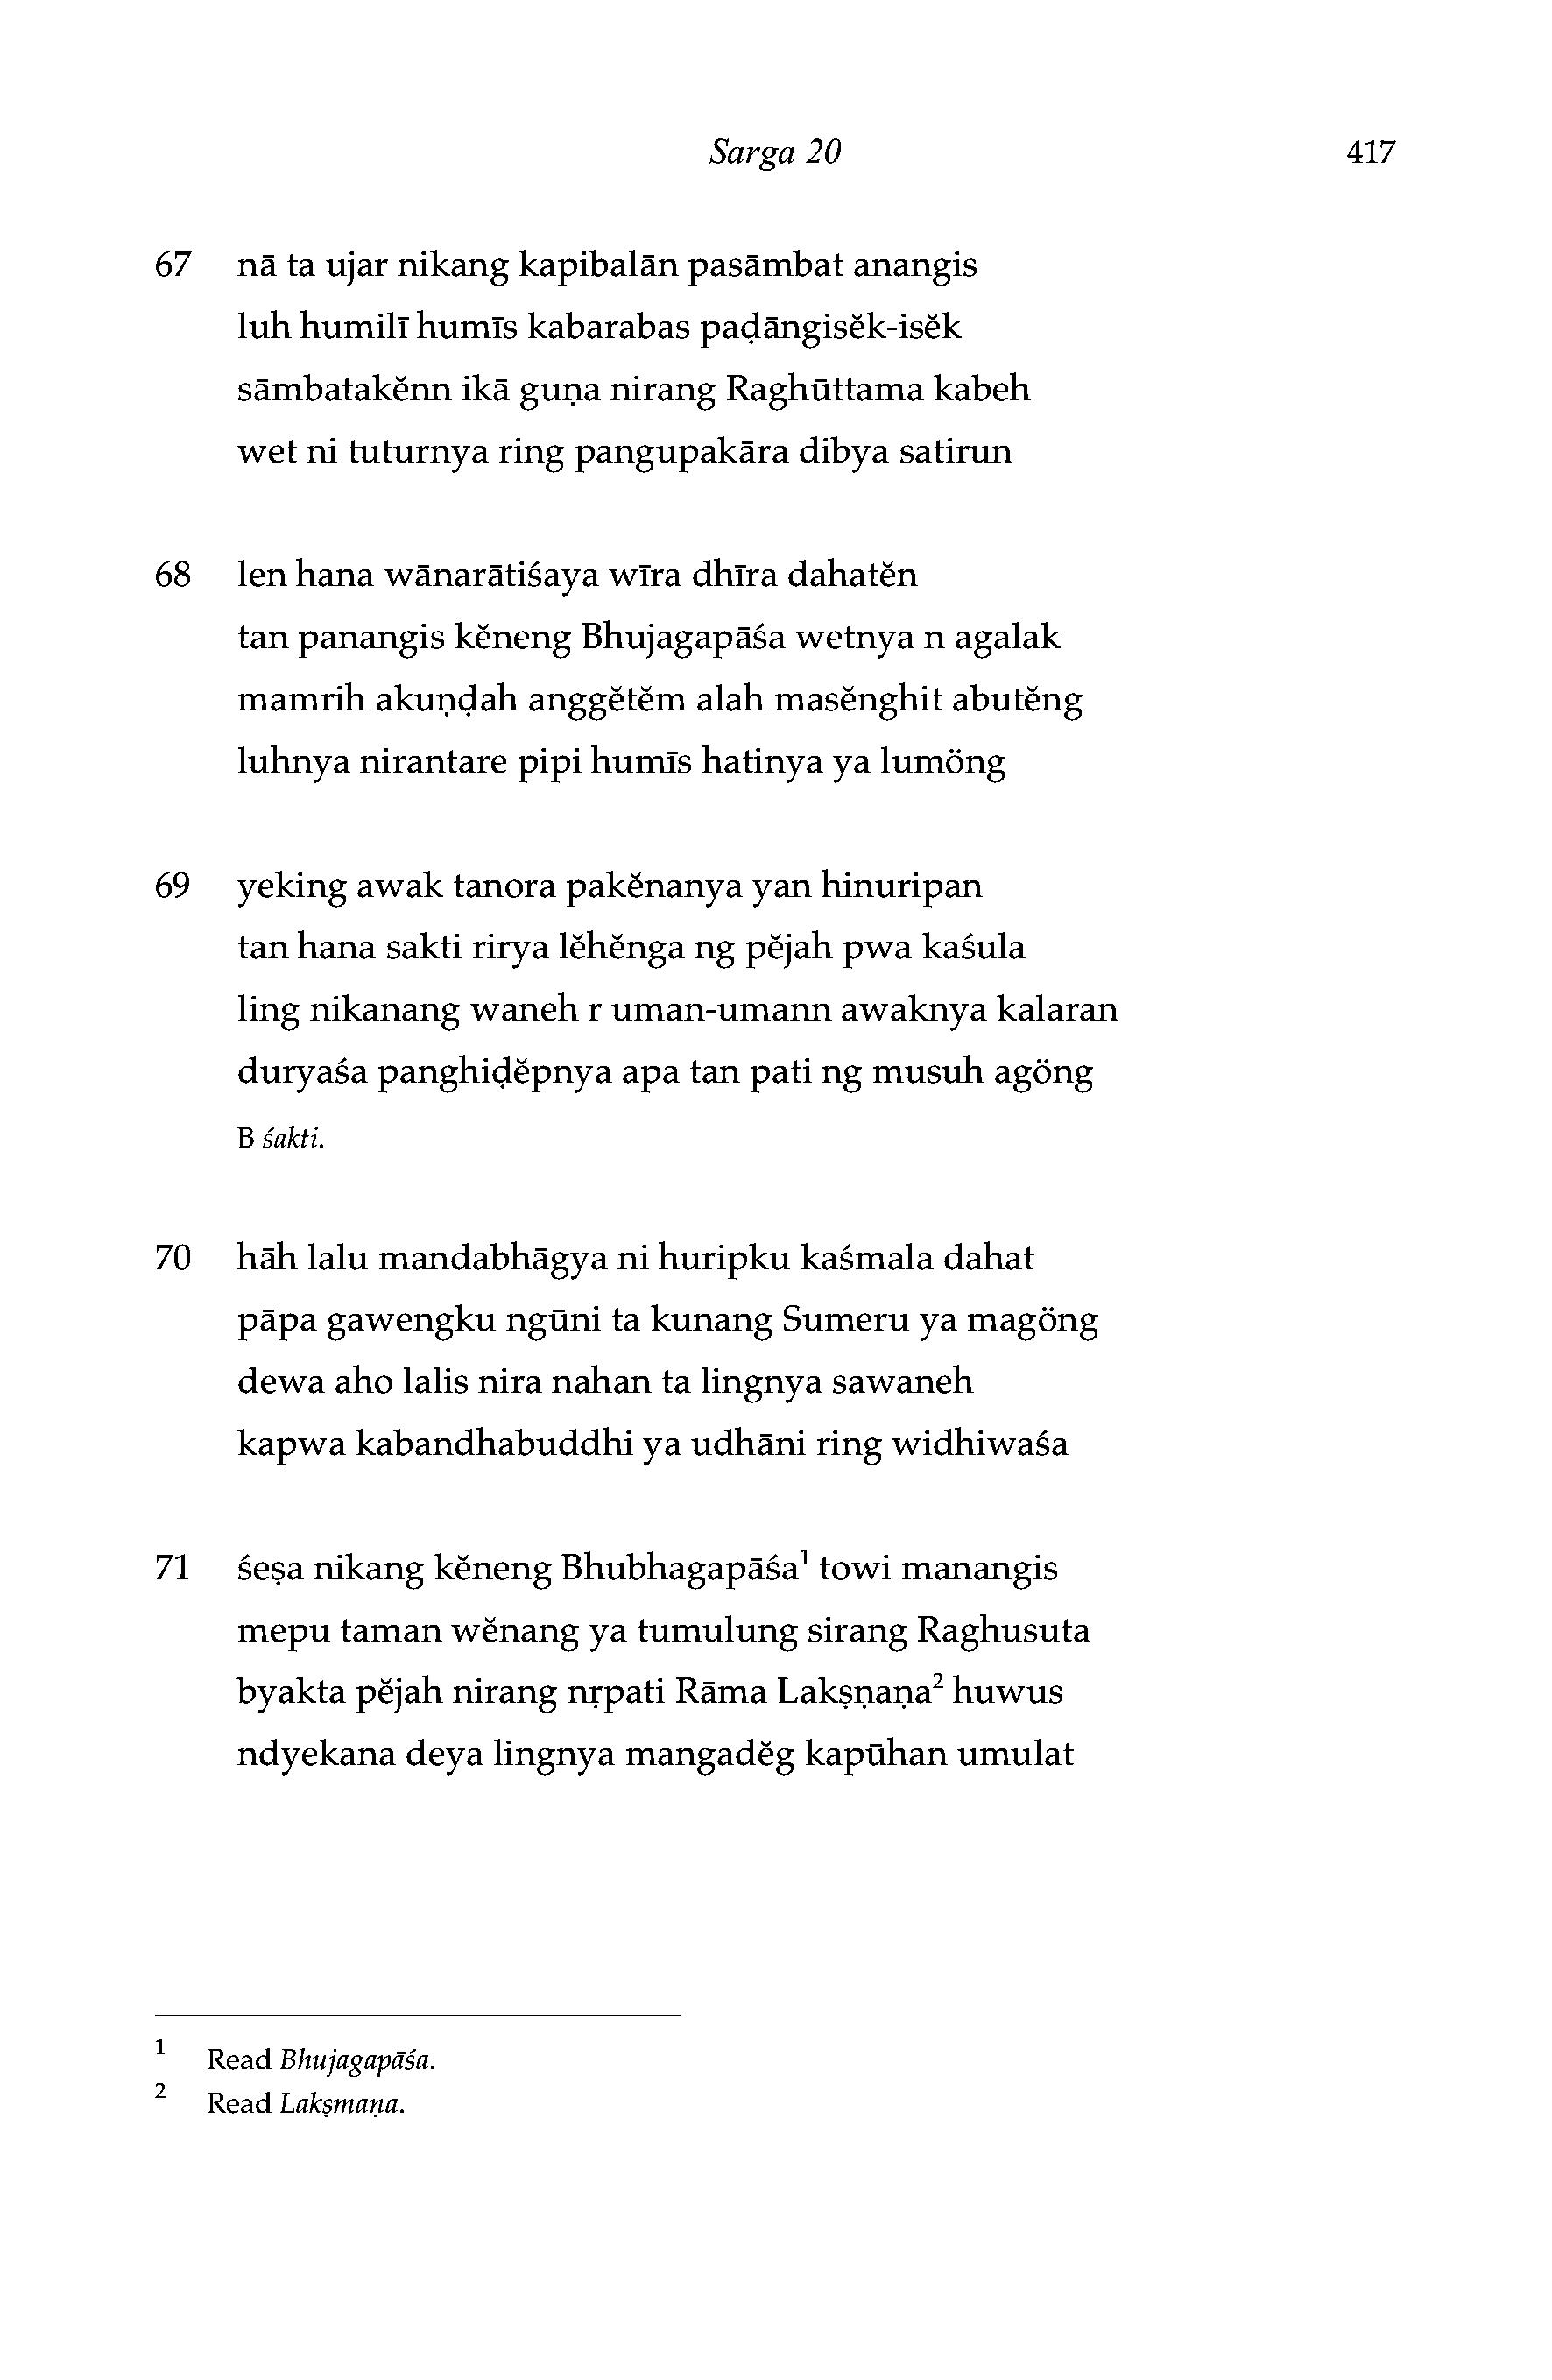 Sarga 20 417
67 nā ta ujar nikang kapibalān pasāmbat anangis
luh humilī humīs kabarabas paḍāngisĕk-isĕk
sāmbatakĕnn ikā guṇa nirang Raghūttama kabeh
wet ni tuturnya ring pangupakāra dibya satirun
68 len hana wānarātiśaya wīra dhīra dahatĕn
tan panangis kĕneng Bhujagapāśa wetnya n agalak
mamrih akuṇḍah anggĕtĕm alah masĕnghit abutĕng
luhnya nirantare pipi humīs hatinya ya lumöng
69 yeking awak tanora pakĕnanya yan hinuripan
tan hana sakti rirya lĕhĕnga ng pĕjah pwa kaśula
ling nikanang waneh r uman-umann awaknya kalaran
duryaśa panghiḍĕpnya apa tan pati ng musuh agöng
B śakti.
70 hāh lalu mandabhāgya ni huripku kaśmala dahat
pāpa gawengku ngūni ta kunang Sumeru ya magöng
dewa aho lalis nira nahan ta lingnya sawaneh
kapwa kabandhabuddhi ya udhāni ring widhiwaśa
71 śeṣa nikang kĕneng Bhubhagapāśa¹ towi manangis
mepu taman wĕnang ya tumulung sirang Raghusuta
byakta pĕjah nirang nṛpati Rāma Lakṣṇaṇa² huwus
ndyekana deya lingnya mangadĕg kapūhan umulat
1 Read Bhujagapāśa.
2 Read Lakṣmaṇa.